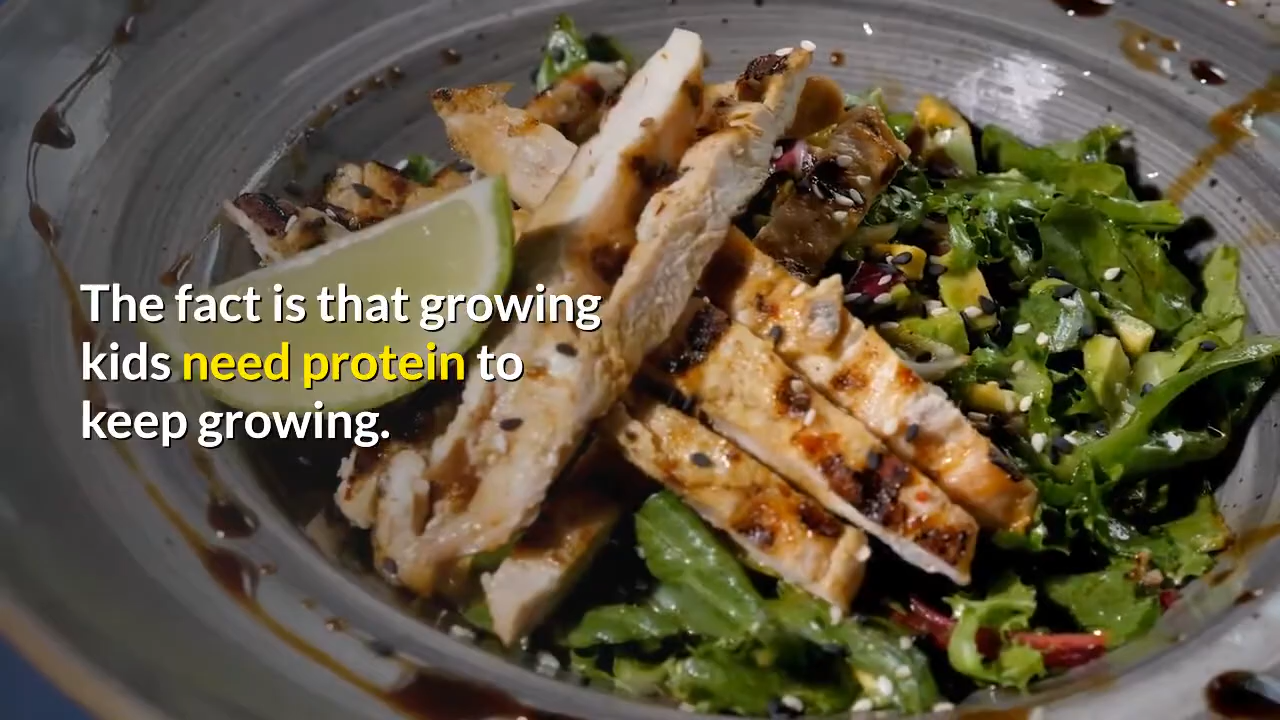 The fact is that growing
kids need protein to
keep growing.